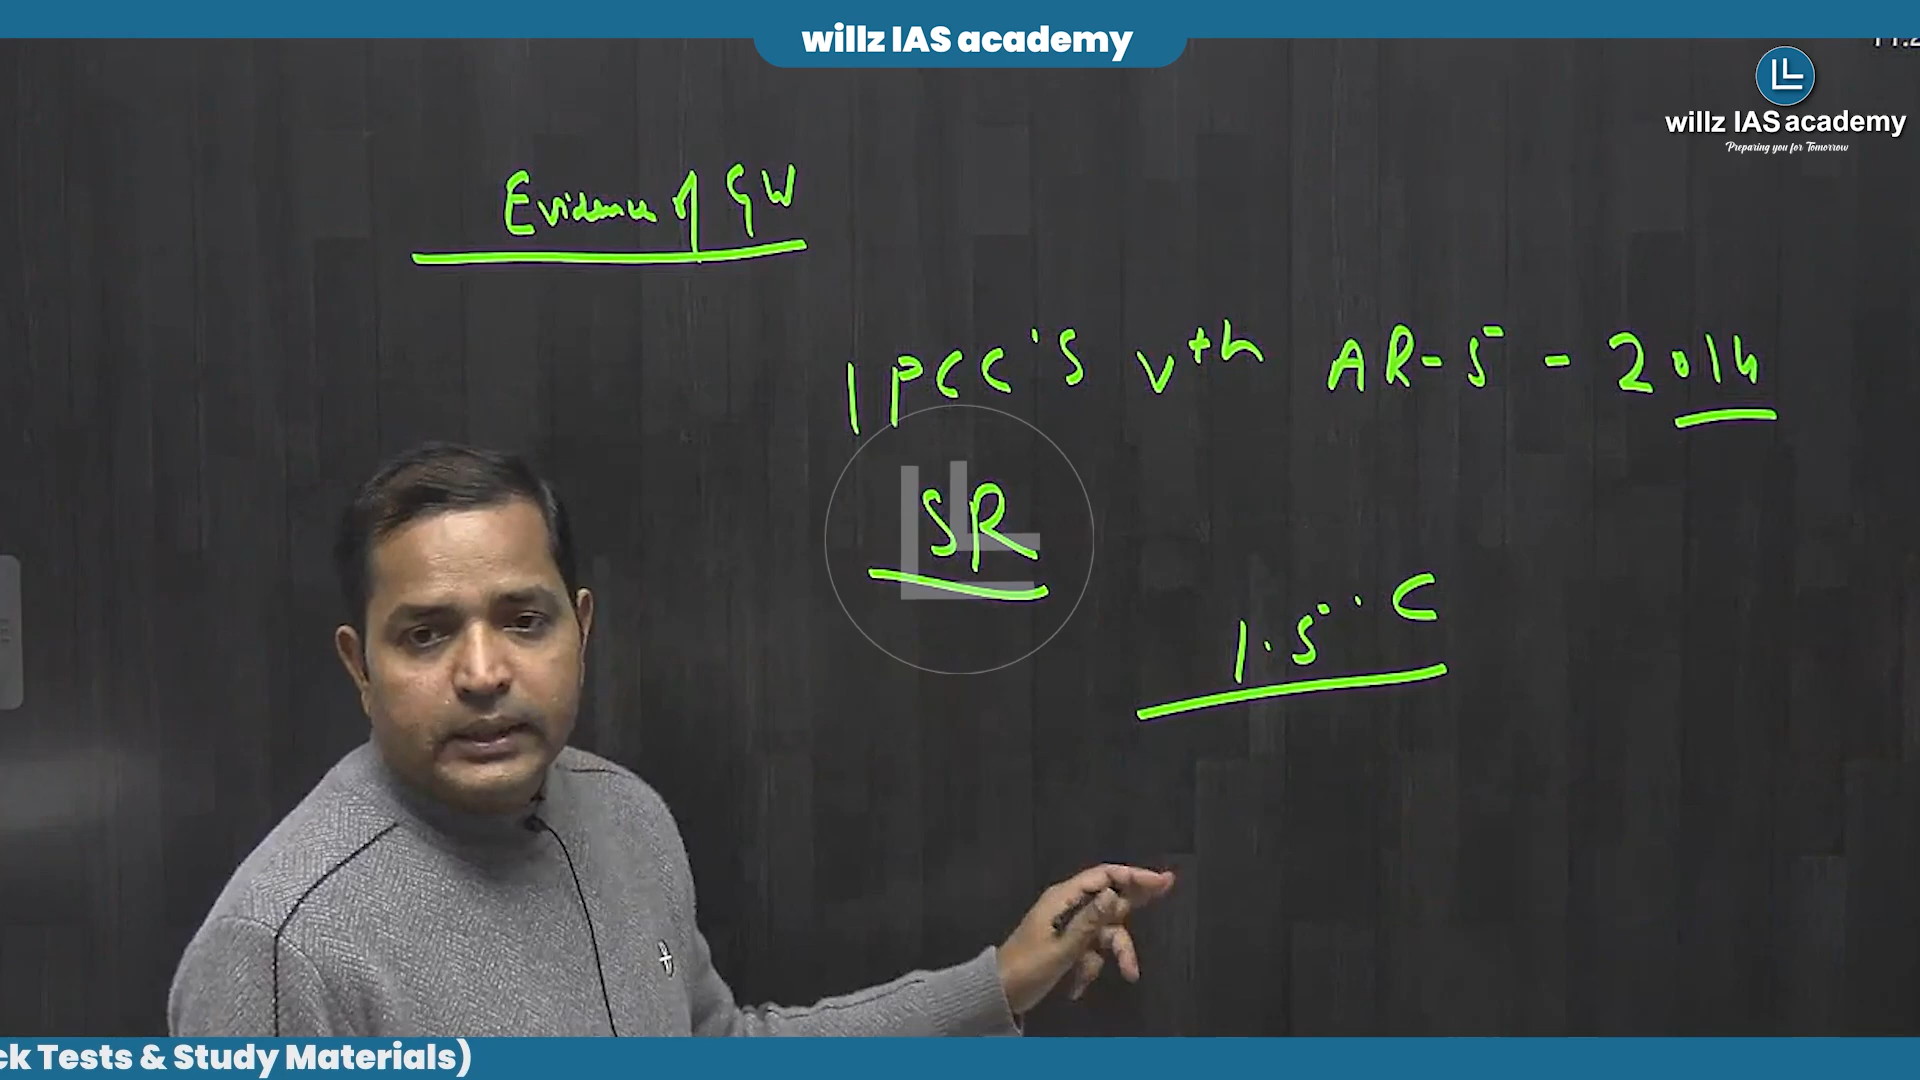 willz IAS academy
willz IAS academy
Preparing you for Tomorrow
Evidence of GW
IPCC'S Vth AR-5 - 2014
SR
1.5°C
ck Tests & Study Materials)